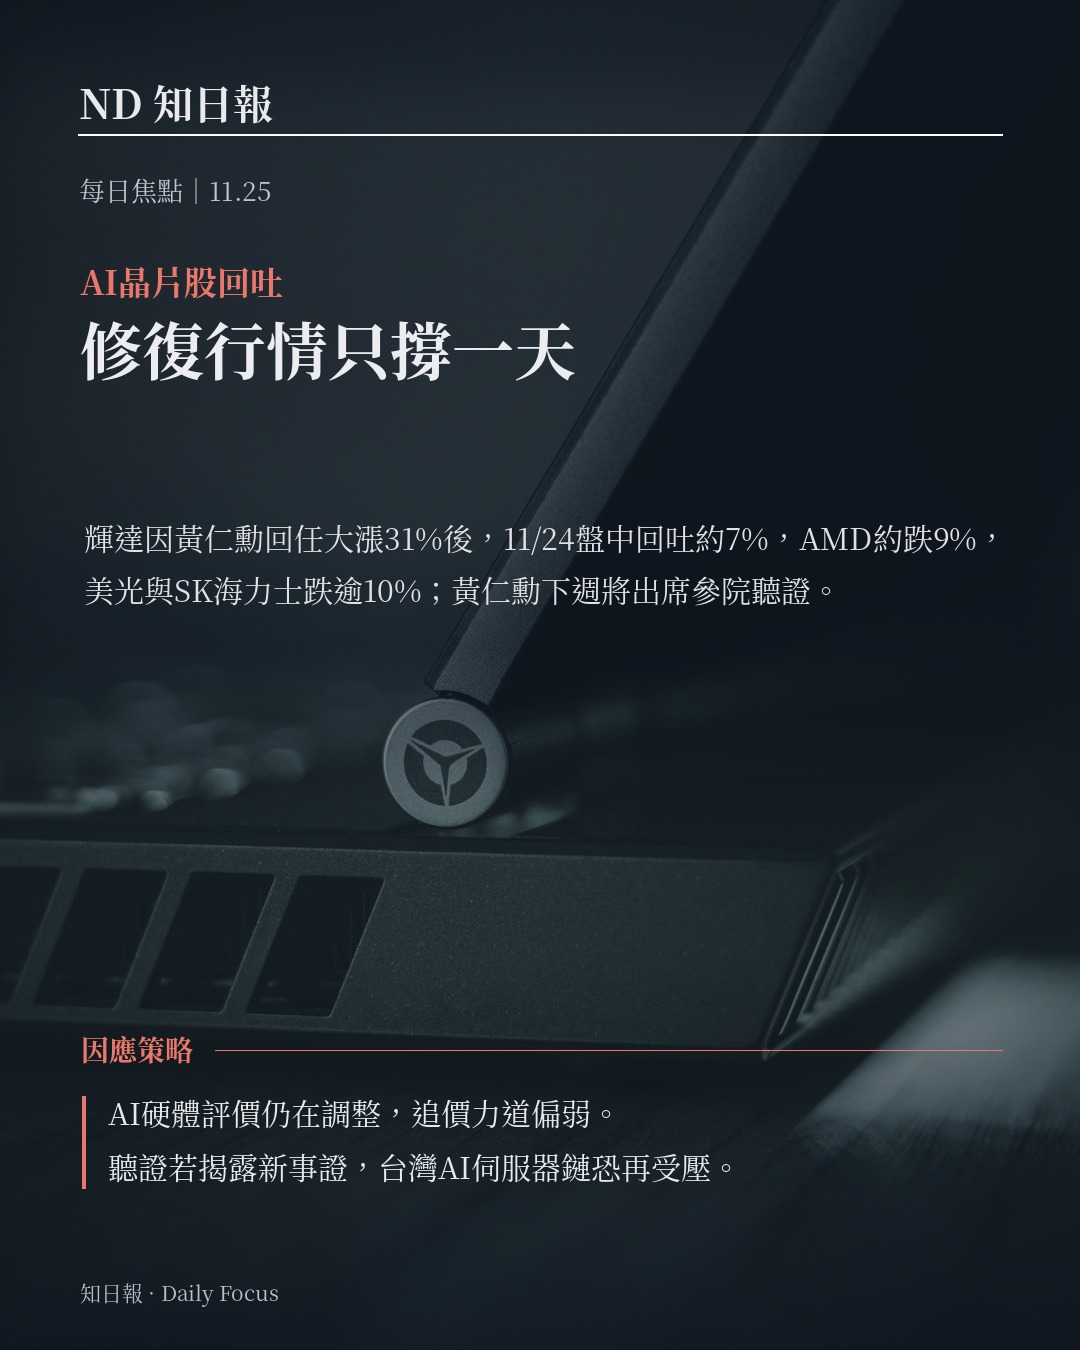 ND 知日報
每日焦點｜11.25
AI晶片股回吐
修復行情只撐一天
輝達因黃仁勳回任大漲31%後，11/24盤中回吐約7%，AMD約跌9%，
美光與SK海力士跌逾10%；黃仁勳下週將出席參院聽證。
因應策略
AI硬體評價仍在調整，追價力道偏弱。
聽證若揭露新事證，台灣AI伺服器鏈恐再受壓。
知日報 · Daily Focus